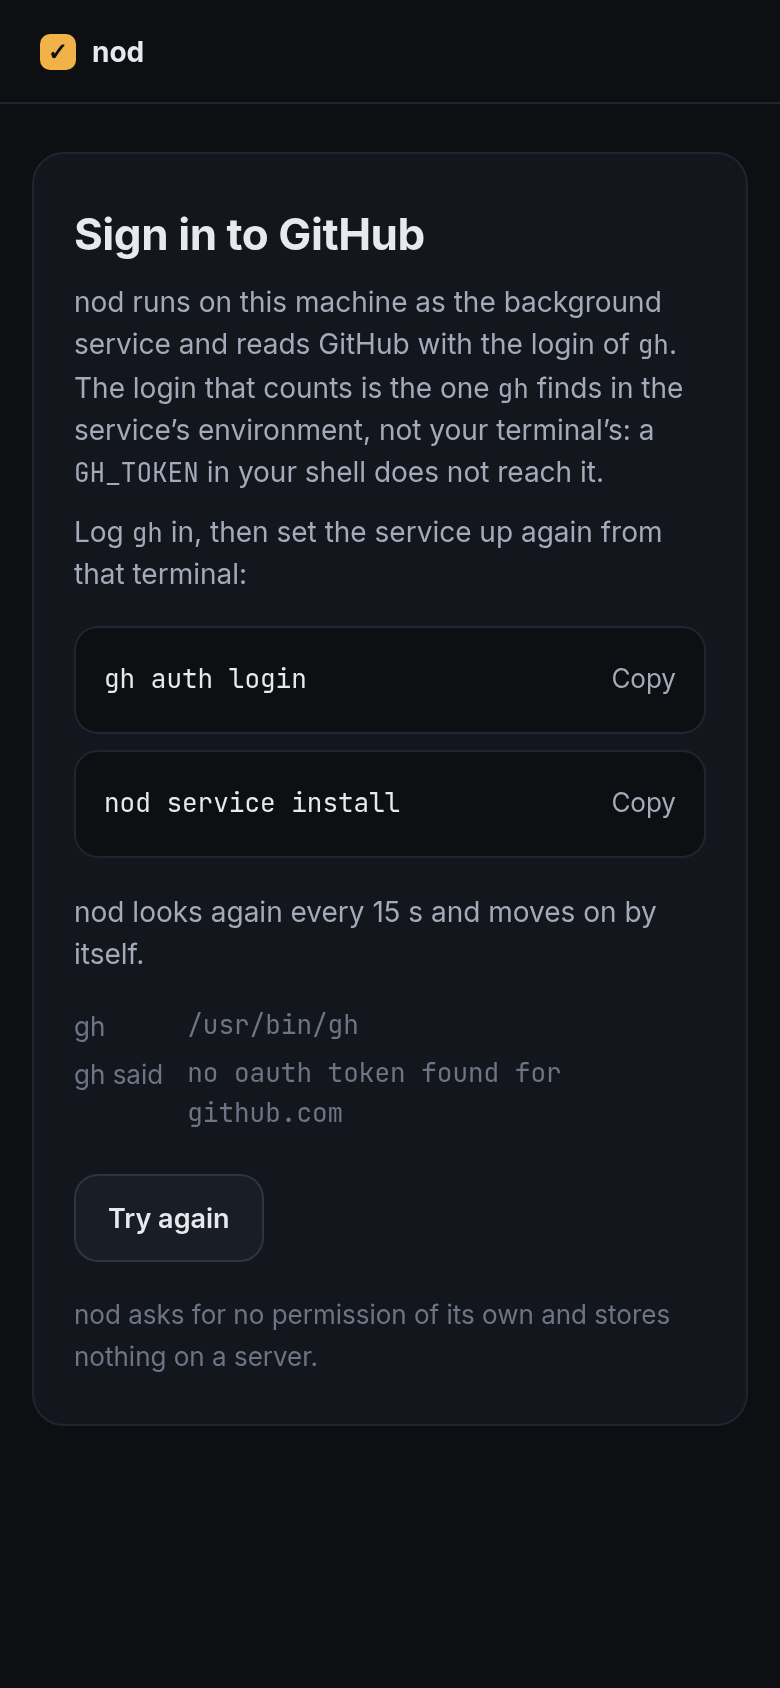 ✓ nod
Sign in to GitHub
nod runs on this machine as the background
service and reads GitHub with the login of gh.
The login that counts is the one gh finds in the
service’s environment, not your terminal’s: a
GH_TOKEN in your shell does not reach it.
Log gh in, then set the service up again from
that terminal:
gh auth login Copy
nod service install Copy
nod looks again every 15 s and moves on by
itself.
gh /usr/bin/gh
gh said no oauth token found for
github.com
Try again
nod asks for no permission of its own and stores
nothing on a server.